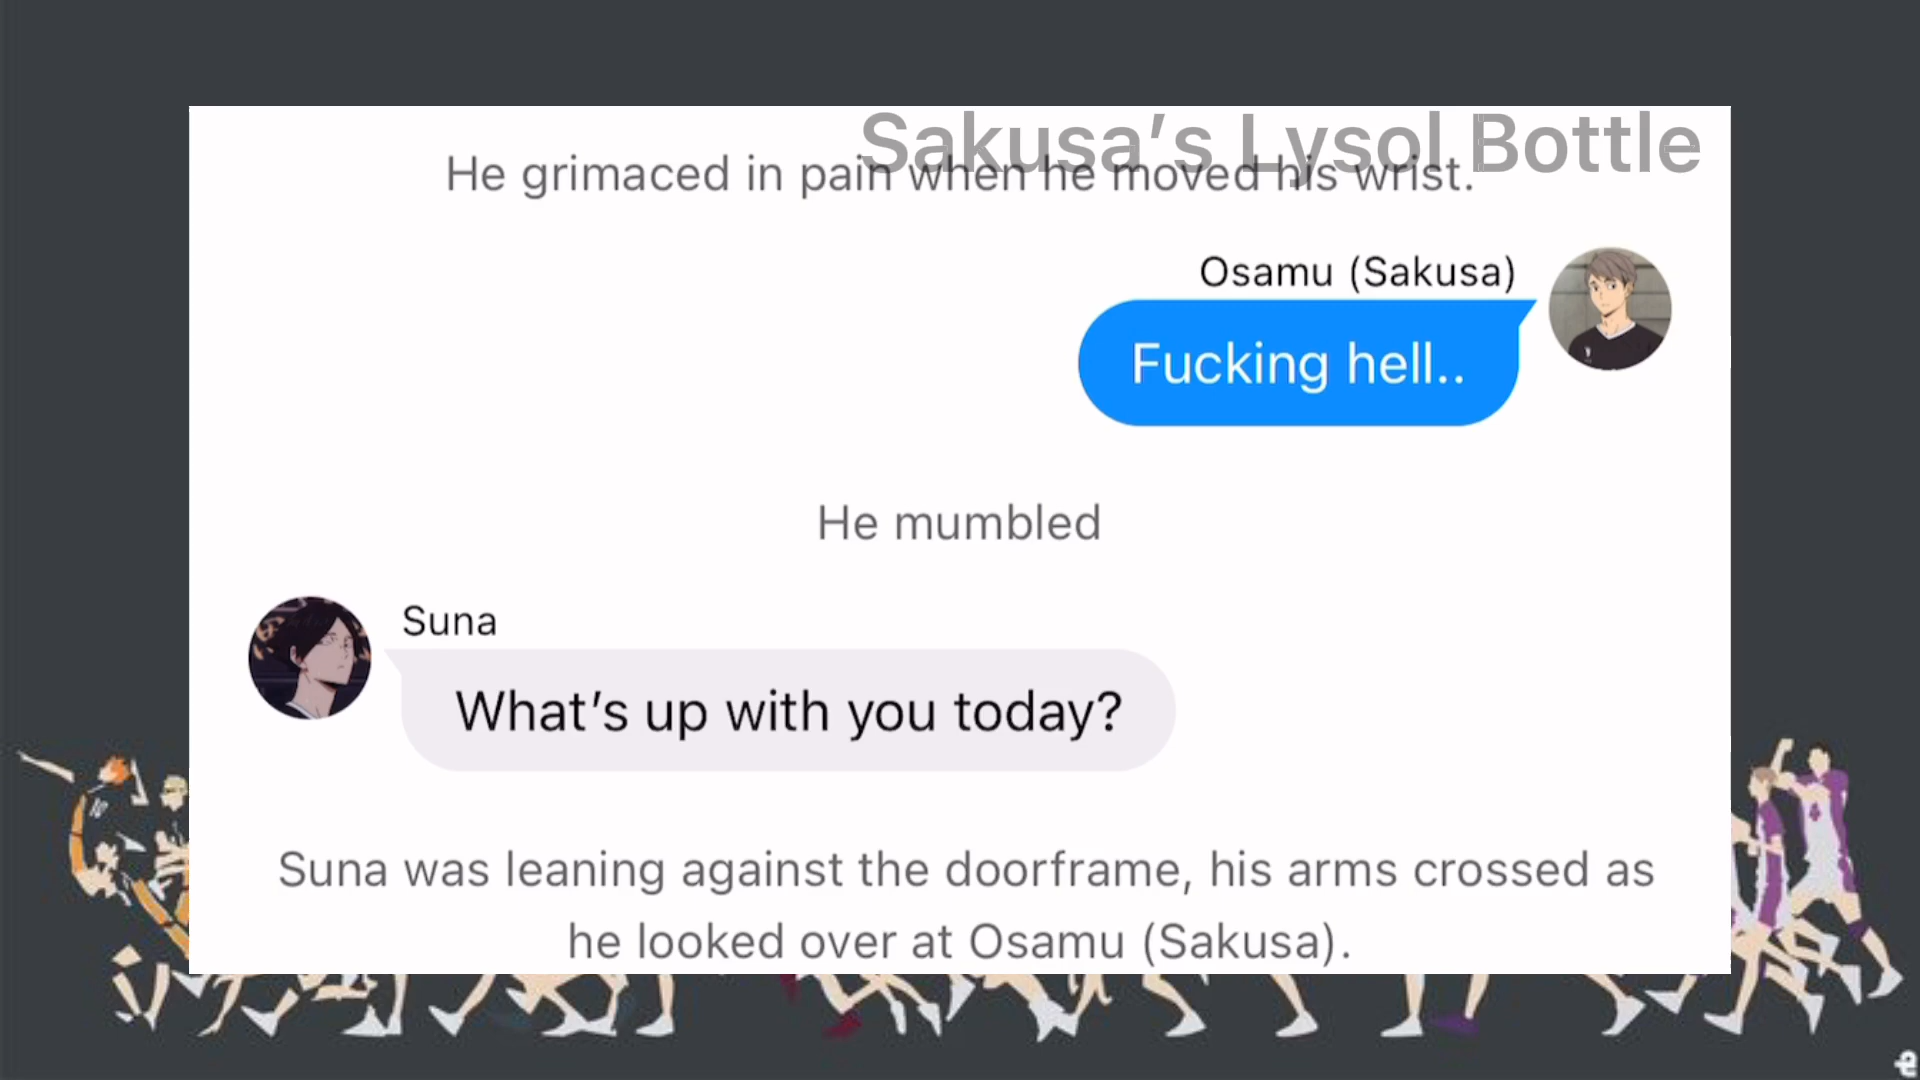 Sakusa’s Lysol Bottle
He grimaced in pain when he moved his wrist.
Osamu (Sakusa)
Fucking hell..
He mumbled
Suna
What’s up with you today?
Suna was leaning against the doorframe, his arms crossed as
he looked over at Osamu (Sakusa).